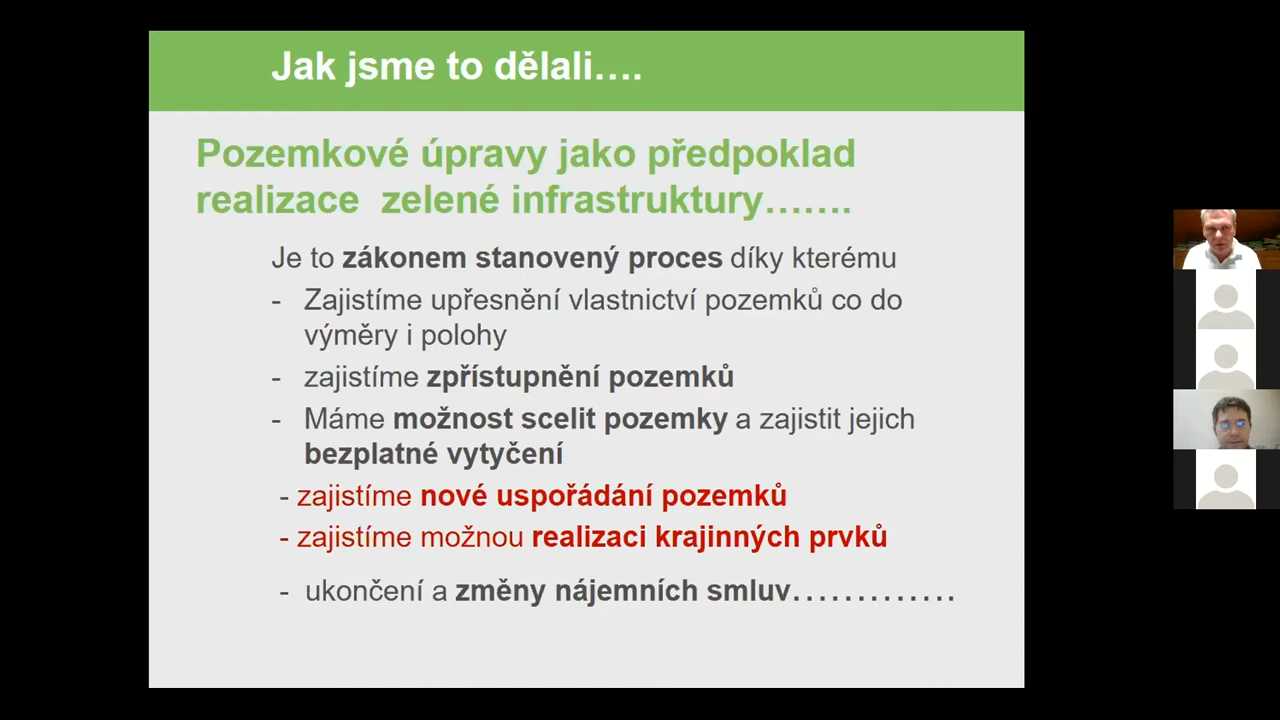 Jak jsme to dělali….
Pozemkové úpravy jako předpoklad
realizace zelené infrastruktury…….
Je to zákonem stanovený proces díky kterému
- Zajistíme upřesnění vlastnictví pozemků co do
výměry i polohy
- zajistíme zpřístupnění pozemků
- Máme možnost scelit pozemky a zajistit jejich
bezplatné vytyčení
- zajistíme nové uspořádání pozemků
- zajistíme možnou realizaci krajinných prvků
- ukončení a změny nájemních smluv………….